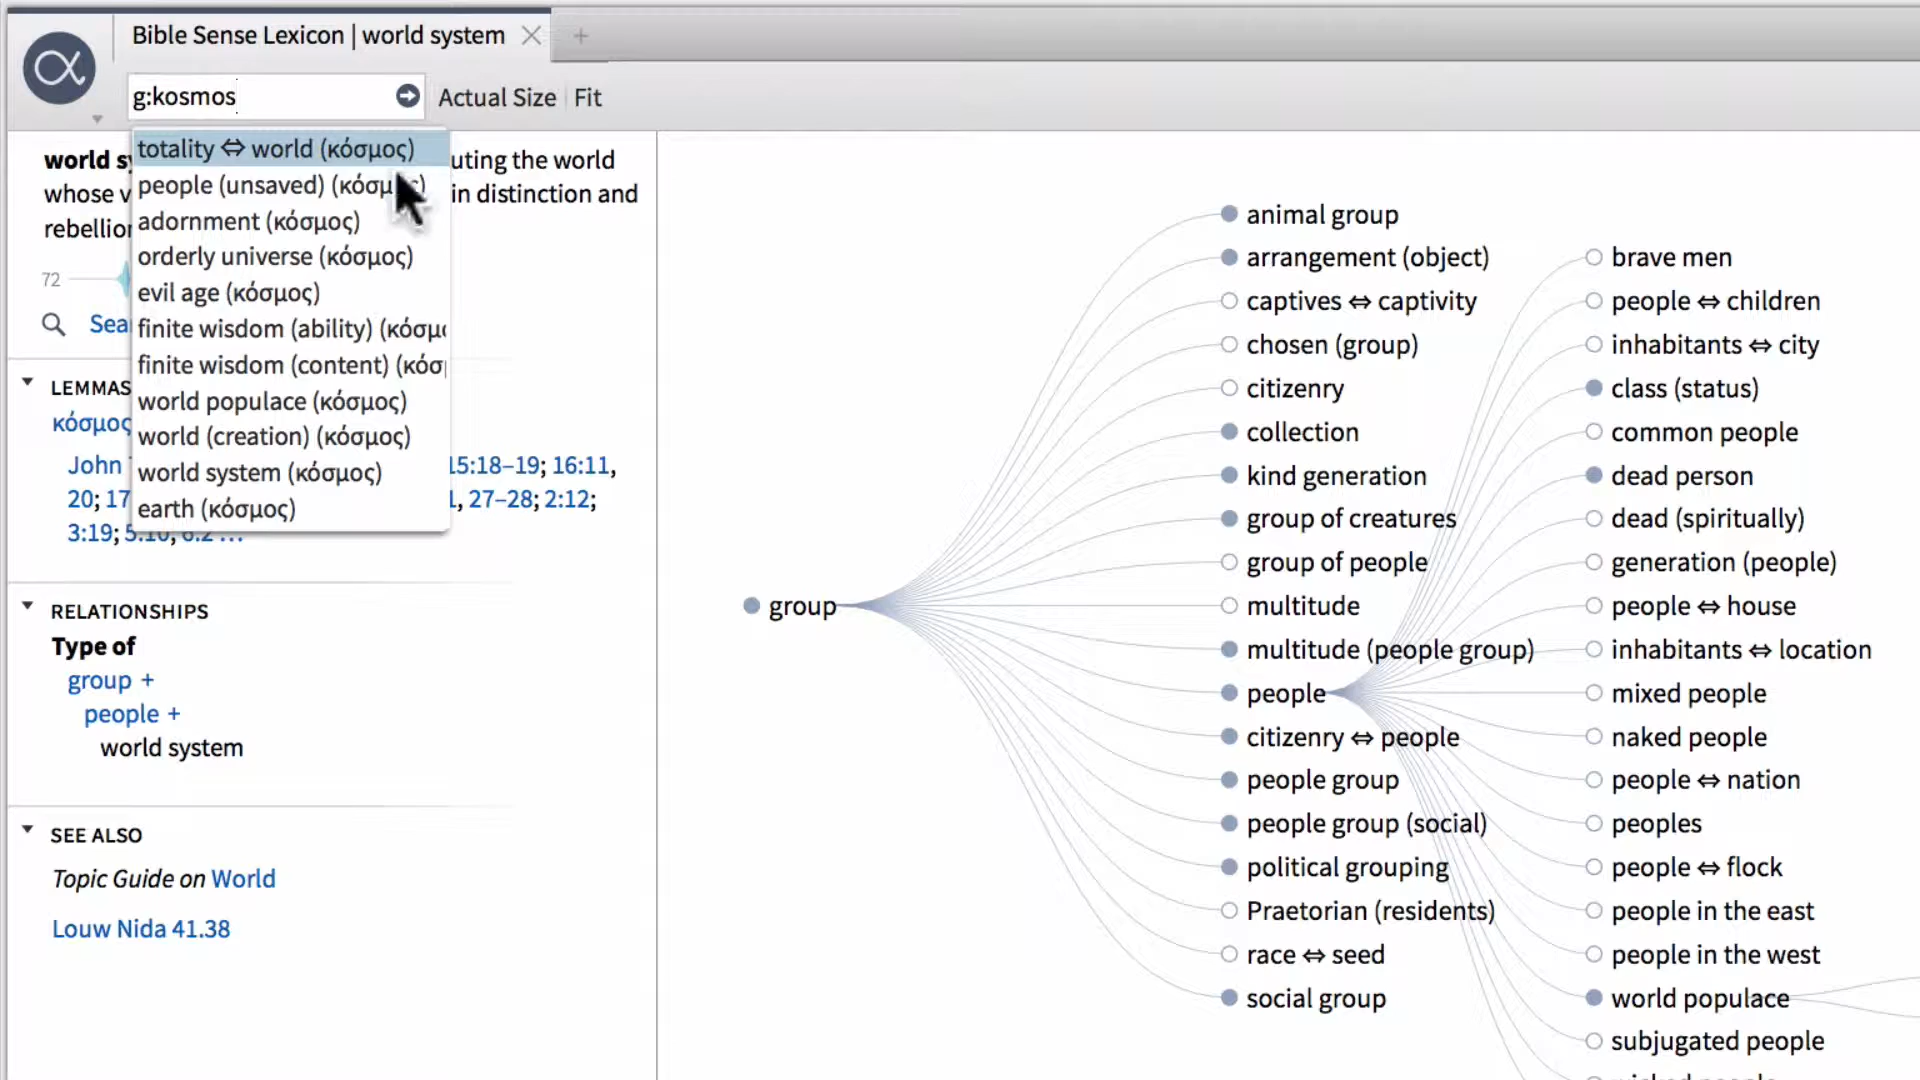 Bible Sense Lexicon | world system
g:kosmos
Actual Size
Fit
totality ⇔ world (κόσμος)
people (unsaved) (κόσμ
adornment (κόσμος)
orderly universe (κόσμος)
evil age (κόσμος)
finite wisdom (ability) (κόσμ
finite wisdom (content) (κόσ
world populace (κόσμος)
world (creation) (κόσμος)
world system (κόσμος)
earth (κόσμος)
world
whose in distinction and
72
LEMMAS
κόσμος
John 15:18–19; 16:11,
20; 27–28; 2:12;
3:19;
RELATIONSHIPS
Type of
group +
people +
world system
SEE ALSO
Topic Guide on World
Louw Nida 41.38
group
animal group
arrangement (object)
captives ⇔ captivity
chosen (group)
citizenry
collection
kind generation
group of creatures
group of people
multitude
multitude (people group)
people
citizenry ⇔ people
people group
people group (social)
political grouping
Praetorian (residents)
race ⇔ seed
social group
brave men
people ⇔ children
inhabitants ⇔ city
class (status)
common people
dead person
dead (spiritually)
generation (people)
people ⇔ house
inhabitants ⇔ location
mixed people
naked people
people ⇔ nation
peoples
people ⇔ flock
people in the east
people in the west
world populace
subjugated people